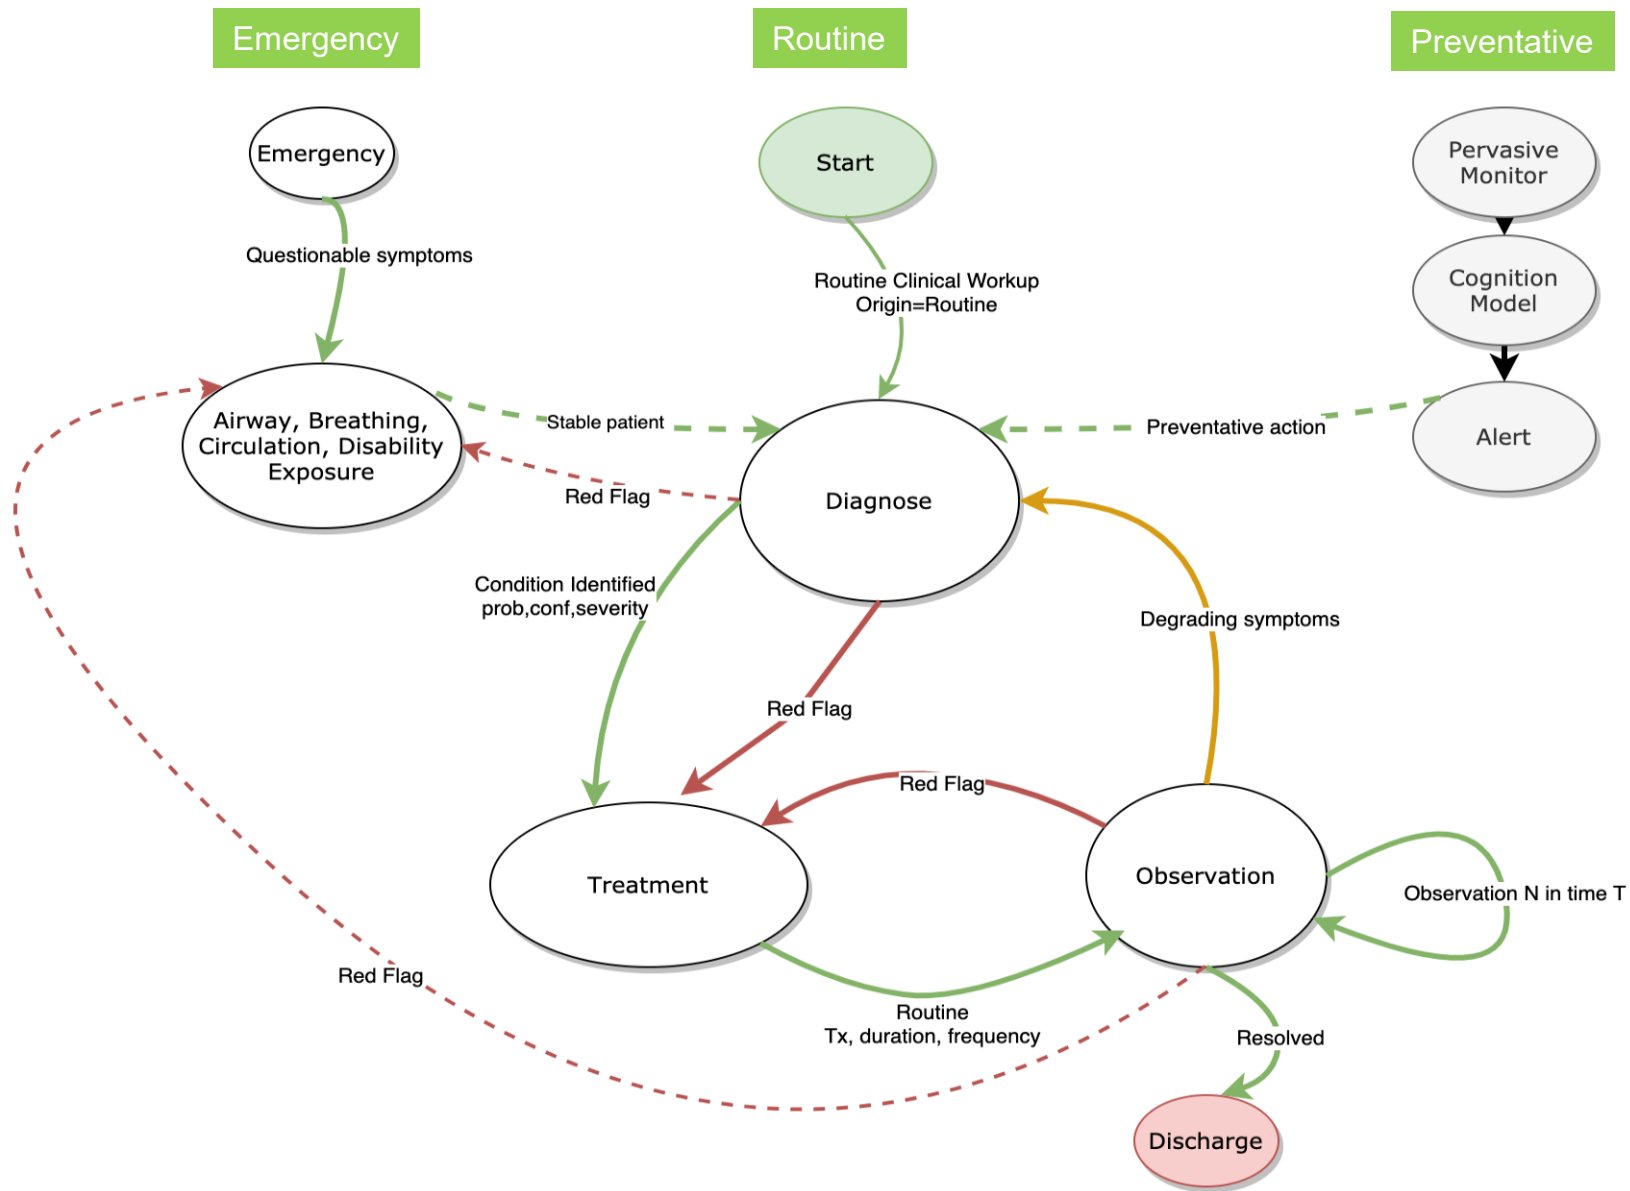 Emergency
Routine
Preventative
Emergency
Start
Pervasive
Monitor
Questionable symptoms
Routine Clinical Workup
Origin=Routine
Cognition
Model
Airway, Breathing,
Circulation, Disability
Exposure
Stable patient
Preventative action
Alert
Red Flag
Diagnose
Condition Identified
prob,conf,severity
Degrading symptoms
Red Flag
Red Flag
Treatment
Observation
Observation N in time T
Red Flag
Routine
Tx, duration, frequency
Resolved
Discharge